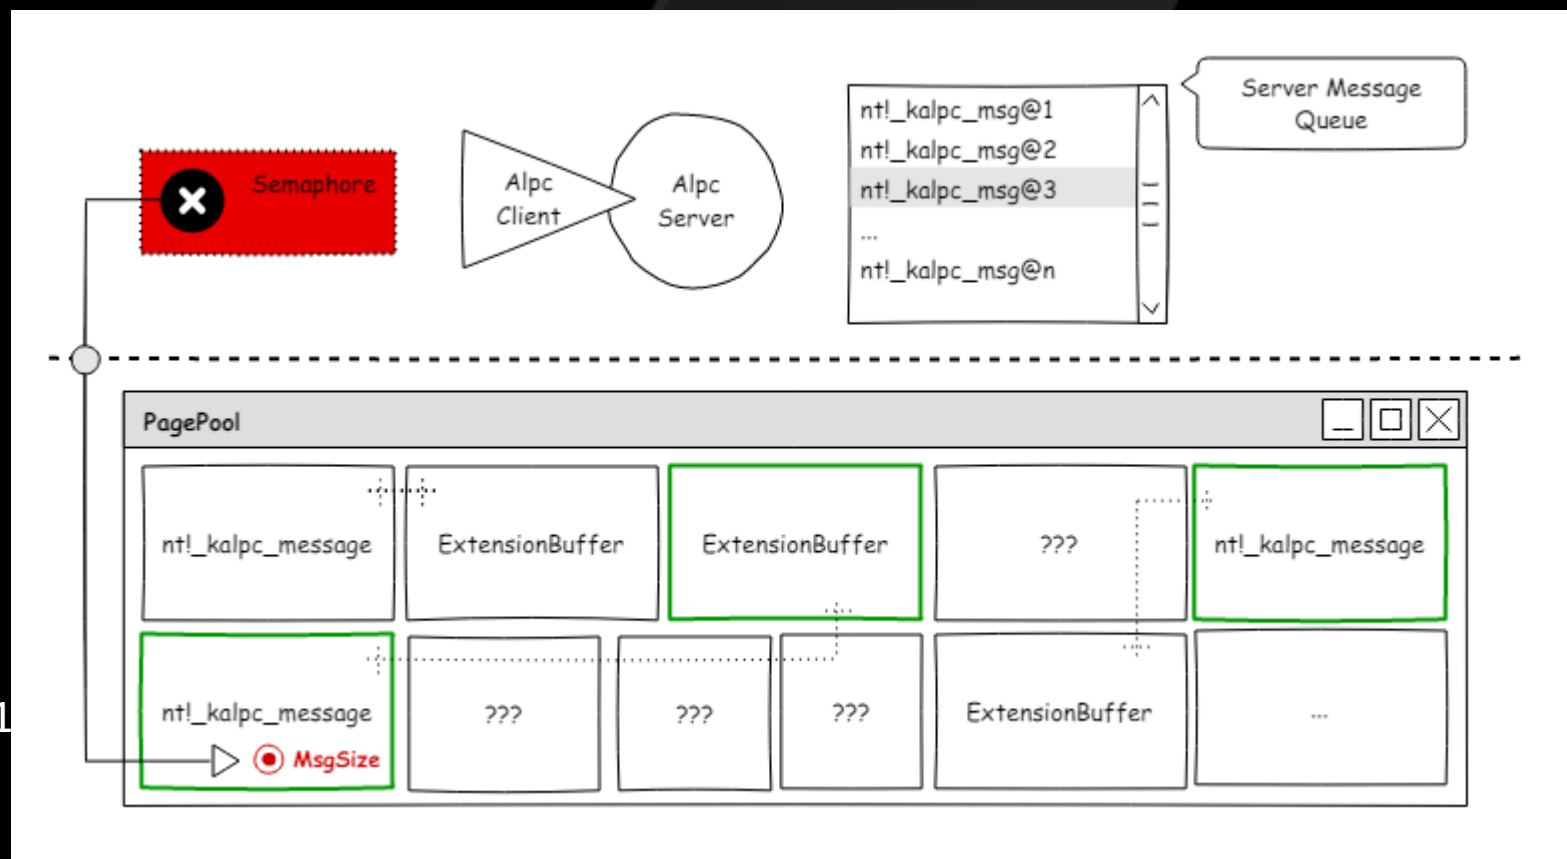 Semaphore
Alpc
Client
Alpc
Server
nt!_kalpc_msg@1
nt!_kalpc_msg@2
nt!_kalpc_msg@3
...
nt!_kalpc_msg@n
Server Message
Queue
PagePool
nt!_kalpc_message
ExtensionBuffer
ExtensionBuffer
???
nt!_kalpc_message
nt!_kalpc_message
MsgSize
???
???
???
ExtensionBuffer
...
1